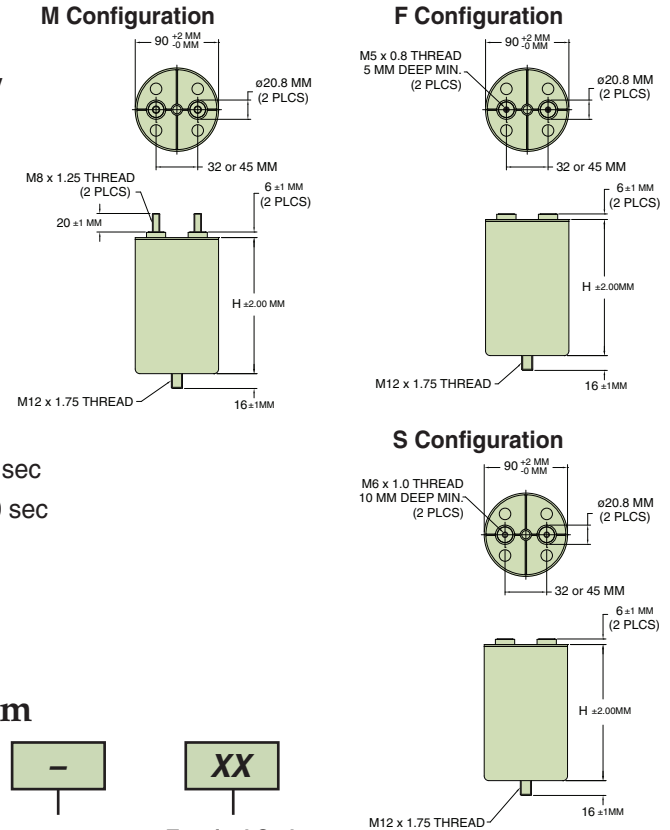 M Configuration
90 +2 MM
-0 MM
ø20.8 MM
(2 PLCS)
32 or 45 MM
M8 x 1.25 THREAD
(2 PLCS)
6 ±1 MM
(2 PLCS)
20 ±1 MM
H ±2.00 MM
M12 x 1.75 THREAD
16±1MM
F Configuration
90 +2 MM
-0 MM
M5 x 0.8 THREAD
5 MM DEEP MIN.
(2 PLCS)
ø20.8 MM
(2 PLCS)
32 or 45 MM
6±1 MM
(2 PLCS)
H ±2.00MM
M12 x 1.75 THREAD
16 ±1MM
sec
sec
S Configuration
90 +2 MM
-0 MM
M6 x 1.0 THREAD
10 MM DEEP MIN.
(2 PLCS)
ø20.8 MM
(2 PLCS)
32 or 45 MM
6±1 MM
(2 PLCS)
H ±2.00MM
M12 x 1.75 THREAD
16 ±1MM
m
–
XX